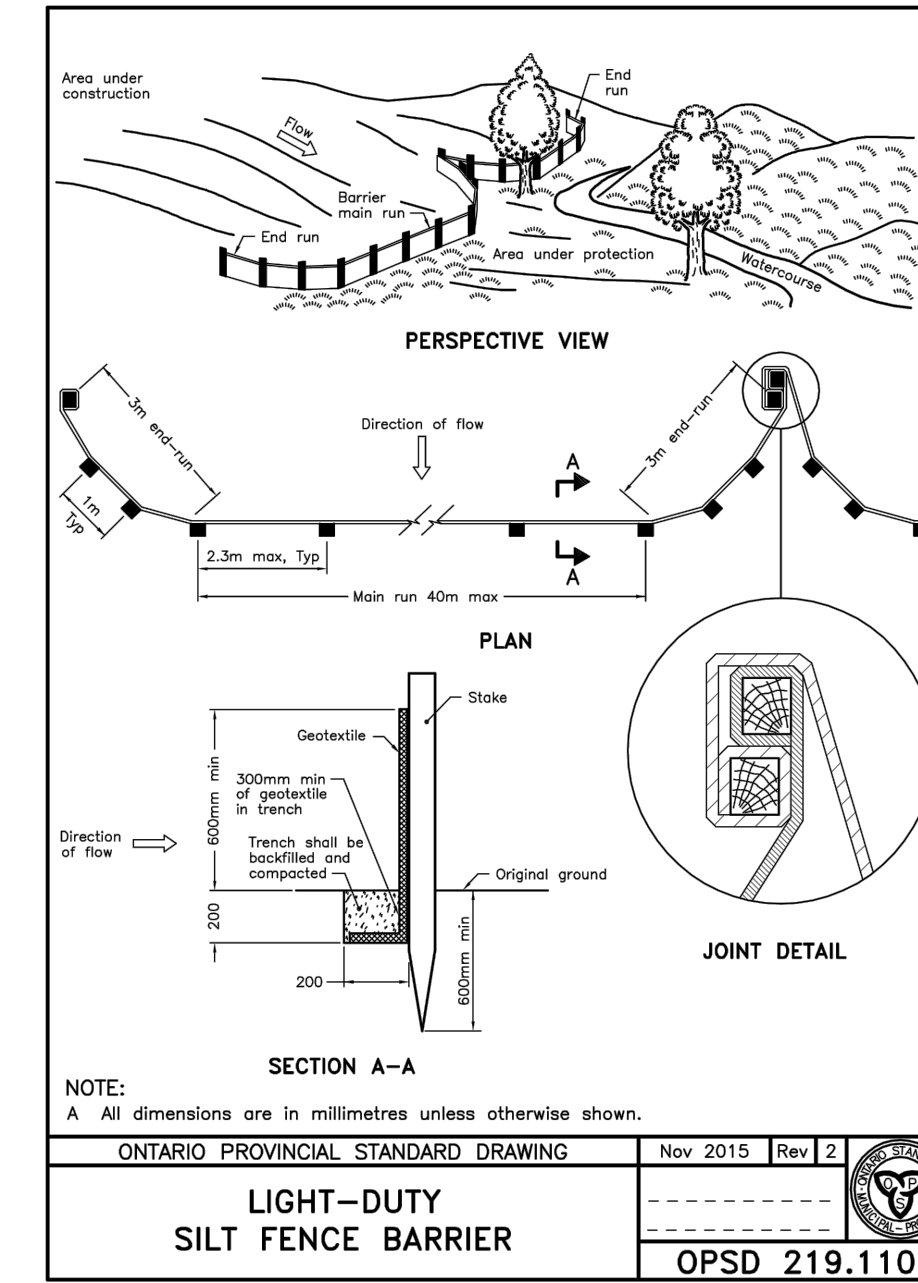 Area under
construction
Flow
End
run
Barrier
main run
End run
Area under protection
Watercourse
PERSPECTIVE VIEW
3m end-run
Direction of flow
3m end-run
A
1m
Typ
2.3m max, Typ
A
Main run 40m max
PLAN
Stake
Geotextile
600mm min
300mm min
of geotextile
in trench
Direction
of flow
Trench shall be
backfilled and
compacted
Original ground
200
600mm min
200
JOINT DETAIL
SECTION A-A
NOTE:
A All dimensions are in millimetres unless otherwise shown.
ONTARIO PROVINCIAL STANDARD DRAWING
Nov 2015 Rev 2
LIGHT-DUTY
SILT FENCE BARRIER
ONTARIO
MUNICIPAL
O P
S
OPSD 219.110